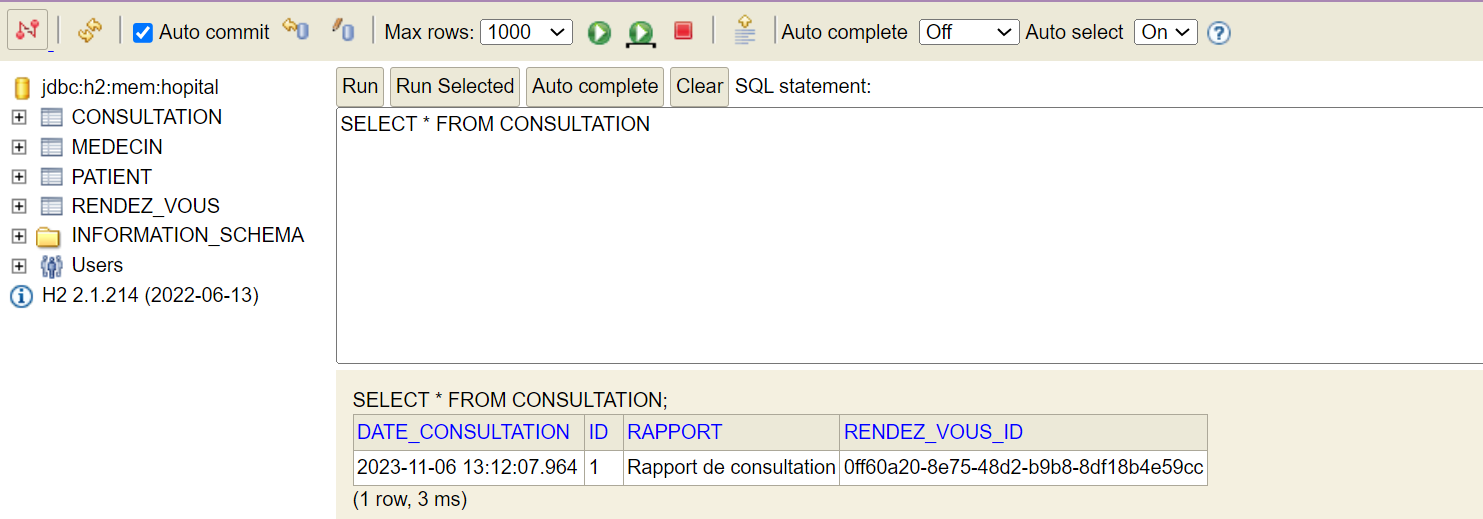 Auto commit Max rows: 1000 Auto complete Off Auto select On
jdbc:h2:mem:hopital
CONSULTATION
MEDECIN
PATIENT
RENDEZ_VOUS
INFORMATION_SCHEMA
Users
H2 2.1.214 (2022-06-13)
Run Run Selected Auto complete Clear SQL statement:
SELECT * FROM CONSULTATION
SELECT * FROM CONSULTATION;
DATE_CONSULTATION ID RAPPORT RENDEZ_VOUS_ID
2023-11-06 13:12:07.964 1 Rapport de consultation 0ff60a20-8e75-48d2-b9b8-8df18b4e59cc
(1 row, 3 ms)